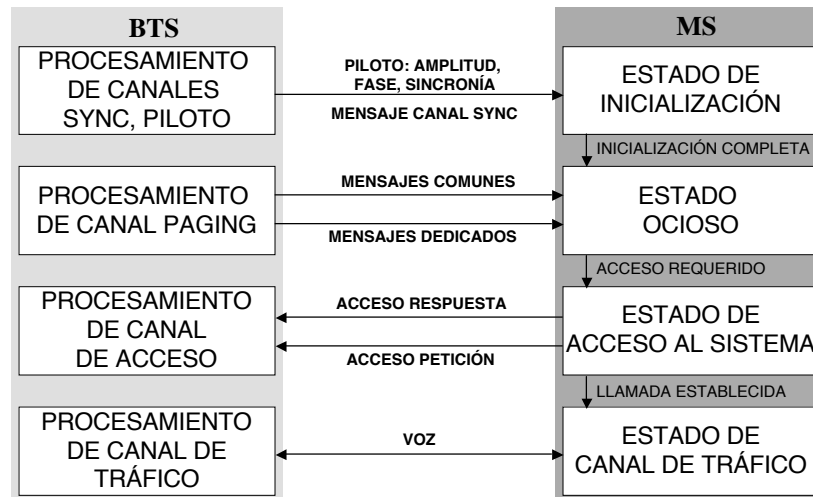 BTS
MS
PROCESAMIENTO
DE CANALES
SYNC, PILOTO
PILOTO: AMPLITUD,
FASE, SINCRONÍA
MENSAJE CANAL SYNC
ESTADO DE
INICIALIZACIÓN
INICIALIZACIÓN COMPLETA
PROCESAMIENTO
DE CANAL PAGING
MENSAJES COMUNES
MENSAJES DEDICADOS
ESTADO
OCIOSO
ACCESO REQUERIDO
PROCESAMIENTO
DE CANAL
DE ACCESO
ACCESO RESPUESTA
ACCESO PETICIÓN
ESTADO DE
ACCESO AL SISTEMA
LLAMADA ESTABLECIDA
PROCESAMIENTO
DE CANAL DE
TRÁFICO
VOZ
ESTADO DE
CANAL DE TRÁFICO